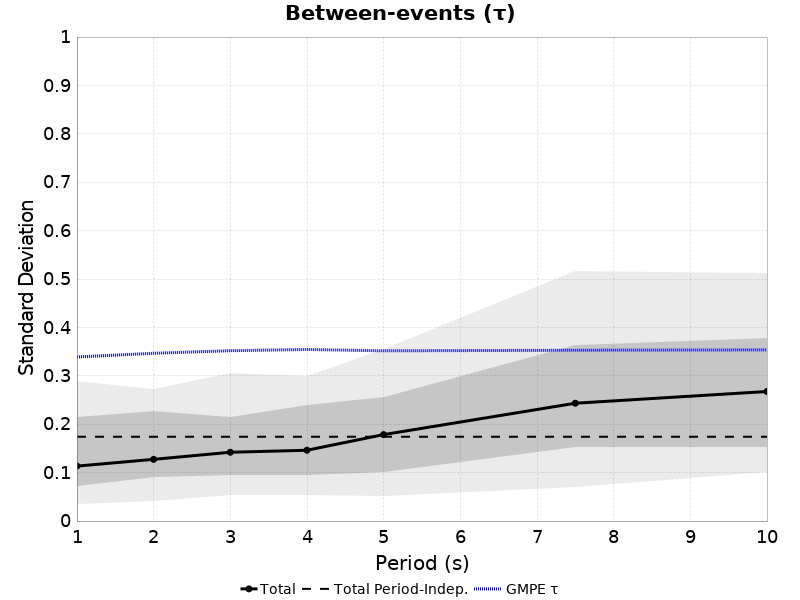 Between-events (τ)
1
0.9
0.8
0.7
0.6
0.5
0.4
0.3
0.2
0.1
0
Standard Deviation
1 2 3 4 5 6 7 8 9 10
Period (s)
Total Total Period-Indep. GMPE τ